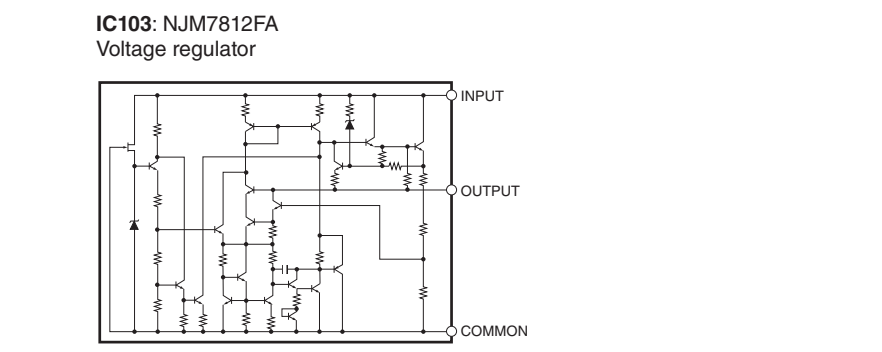 IC103: NJM7812FA
Voltage regulator
INPUT
OUTPUT
COMMON